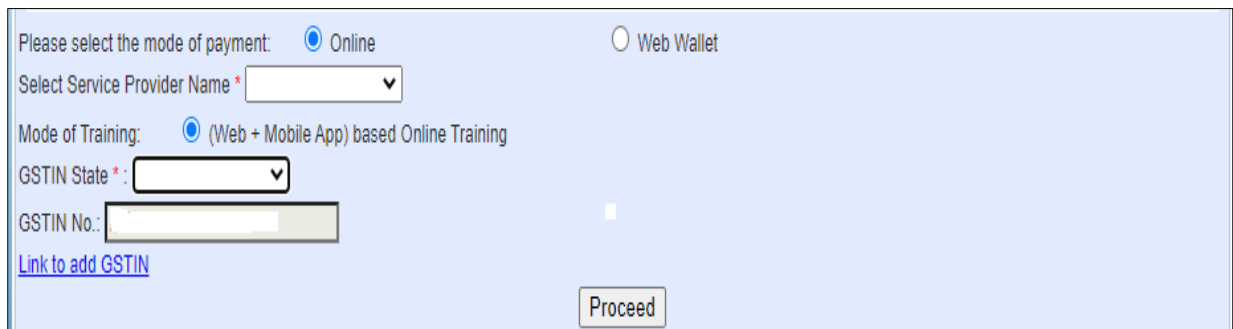 Please select the mode of payment: Online Web Wallet
Select Service Provider Name *
Mode of Training: (Web + Mobile App) based Online Training
GSTIN State * :
GSTIN No.:
Link to add GSTIN
Proceed